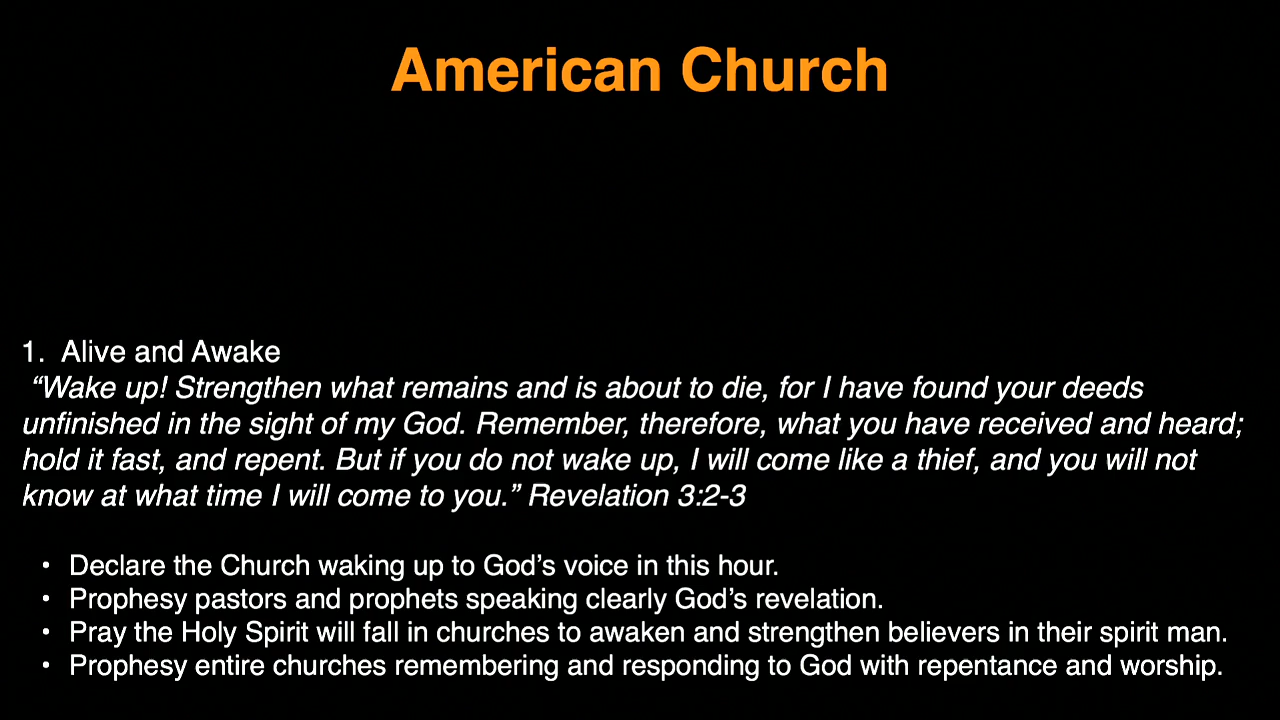 American Church
1. Alive and Awake
“Wake up! Strengthen what remains and is about to die, for I have found your deeds
unfinished in the sight of my God. Remember, therefore, what you have received and heard;
hold it fast, and repent. But if you do not wake up, I will come like a thief, and you will not
know at what time I will come to you.” Revelation 3:2-3
• Declare the Church waking up to God’s voice in this hour.
• Prophesy pastors and prophets speaking clearly God’s revelation.
• Pray the Holy Spirit will fall in churches to awaken and strengthen believers in their spirit man.
• Prophesy entire churches remembering and responding to God with repentance and worship.